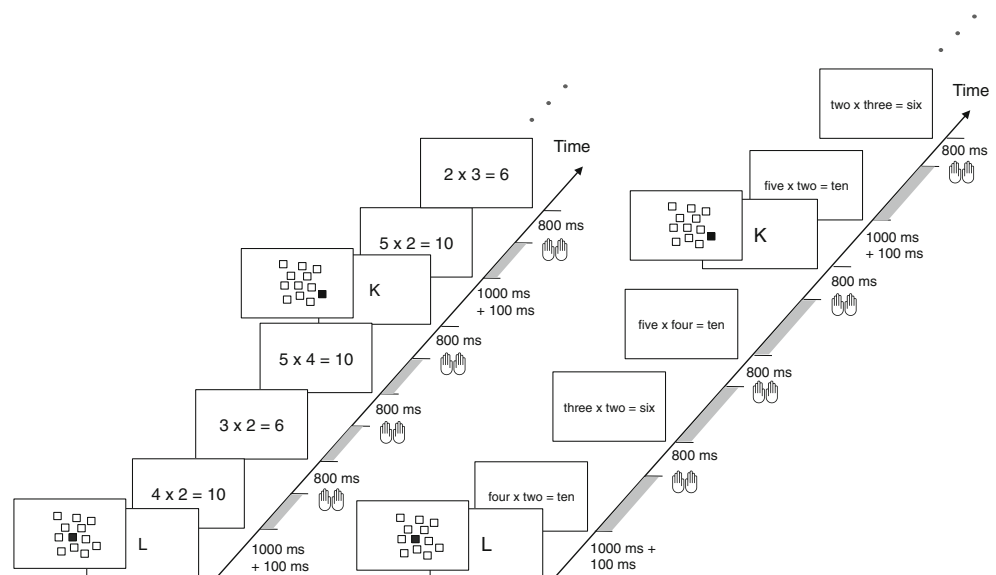 Time
two x three = six
800 ms
five x two = ten
K
1000 ms
+ 100 ms
800 ms
five x four = ten
800 ms
three x two = six
800 ms
four x two = ten
L
1000 ms +
100 ms
Time
2 x 3 = 6
800 ms
5 x 2 = 10
K
1000 ms
+ 100 ms
800 ms
5 x 4 = 10
800 ms
3 x 2 = 6
800 ms
4 x 2 = 10
L
1000 ms
+ 100 ms